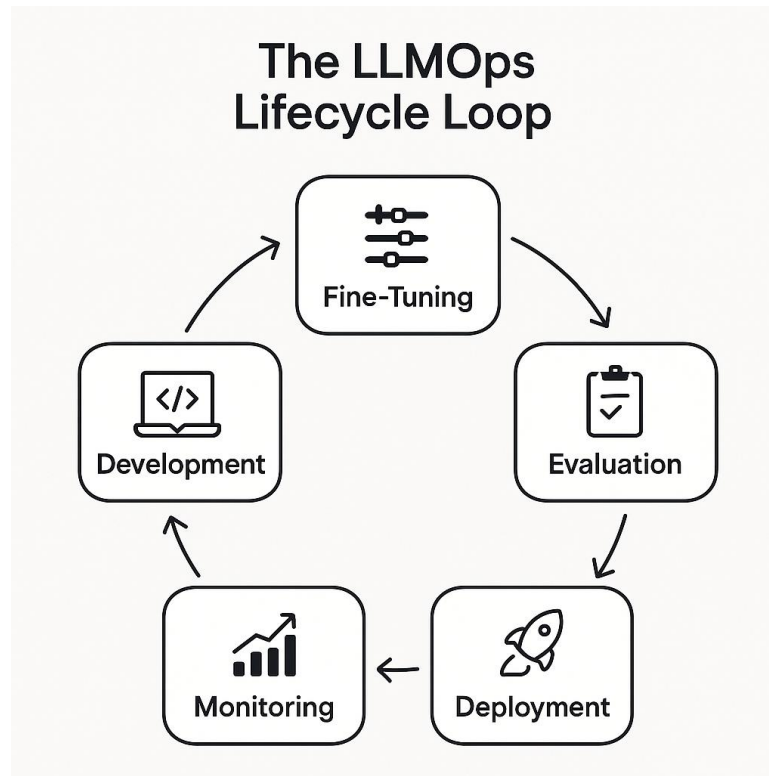 The LLMOps
Lifecycle Loop
Fine-Tuning
</>
Development
Evaluation
Monitoring
Deployment